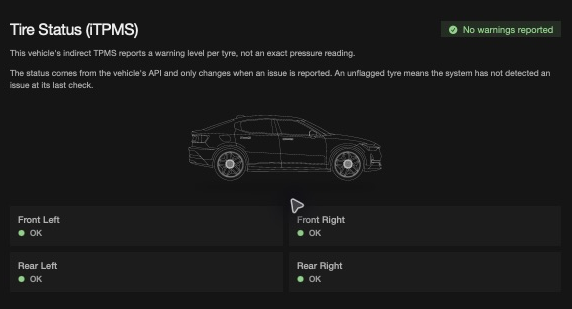 Tire Status (iTPMS)
No warnings reported
This vehicle's indirect TPMS reports a warning level per tyre, not an exact pressure reading.
The status comes from the vehicle's API and only changes when an issue is reported. An unflagged tyre means the system has not detected an
issue at its last check.
Front Left
OK
Front Right
OK
Rear Left
OK
Rear Right
OK